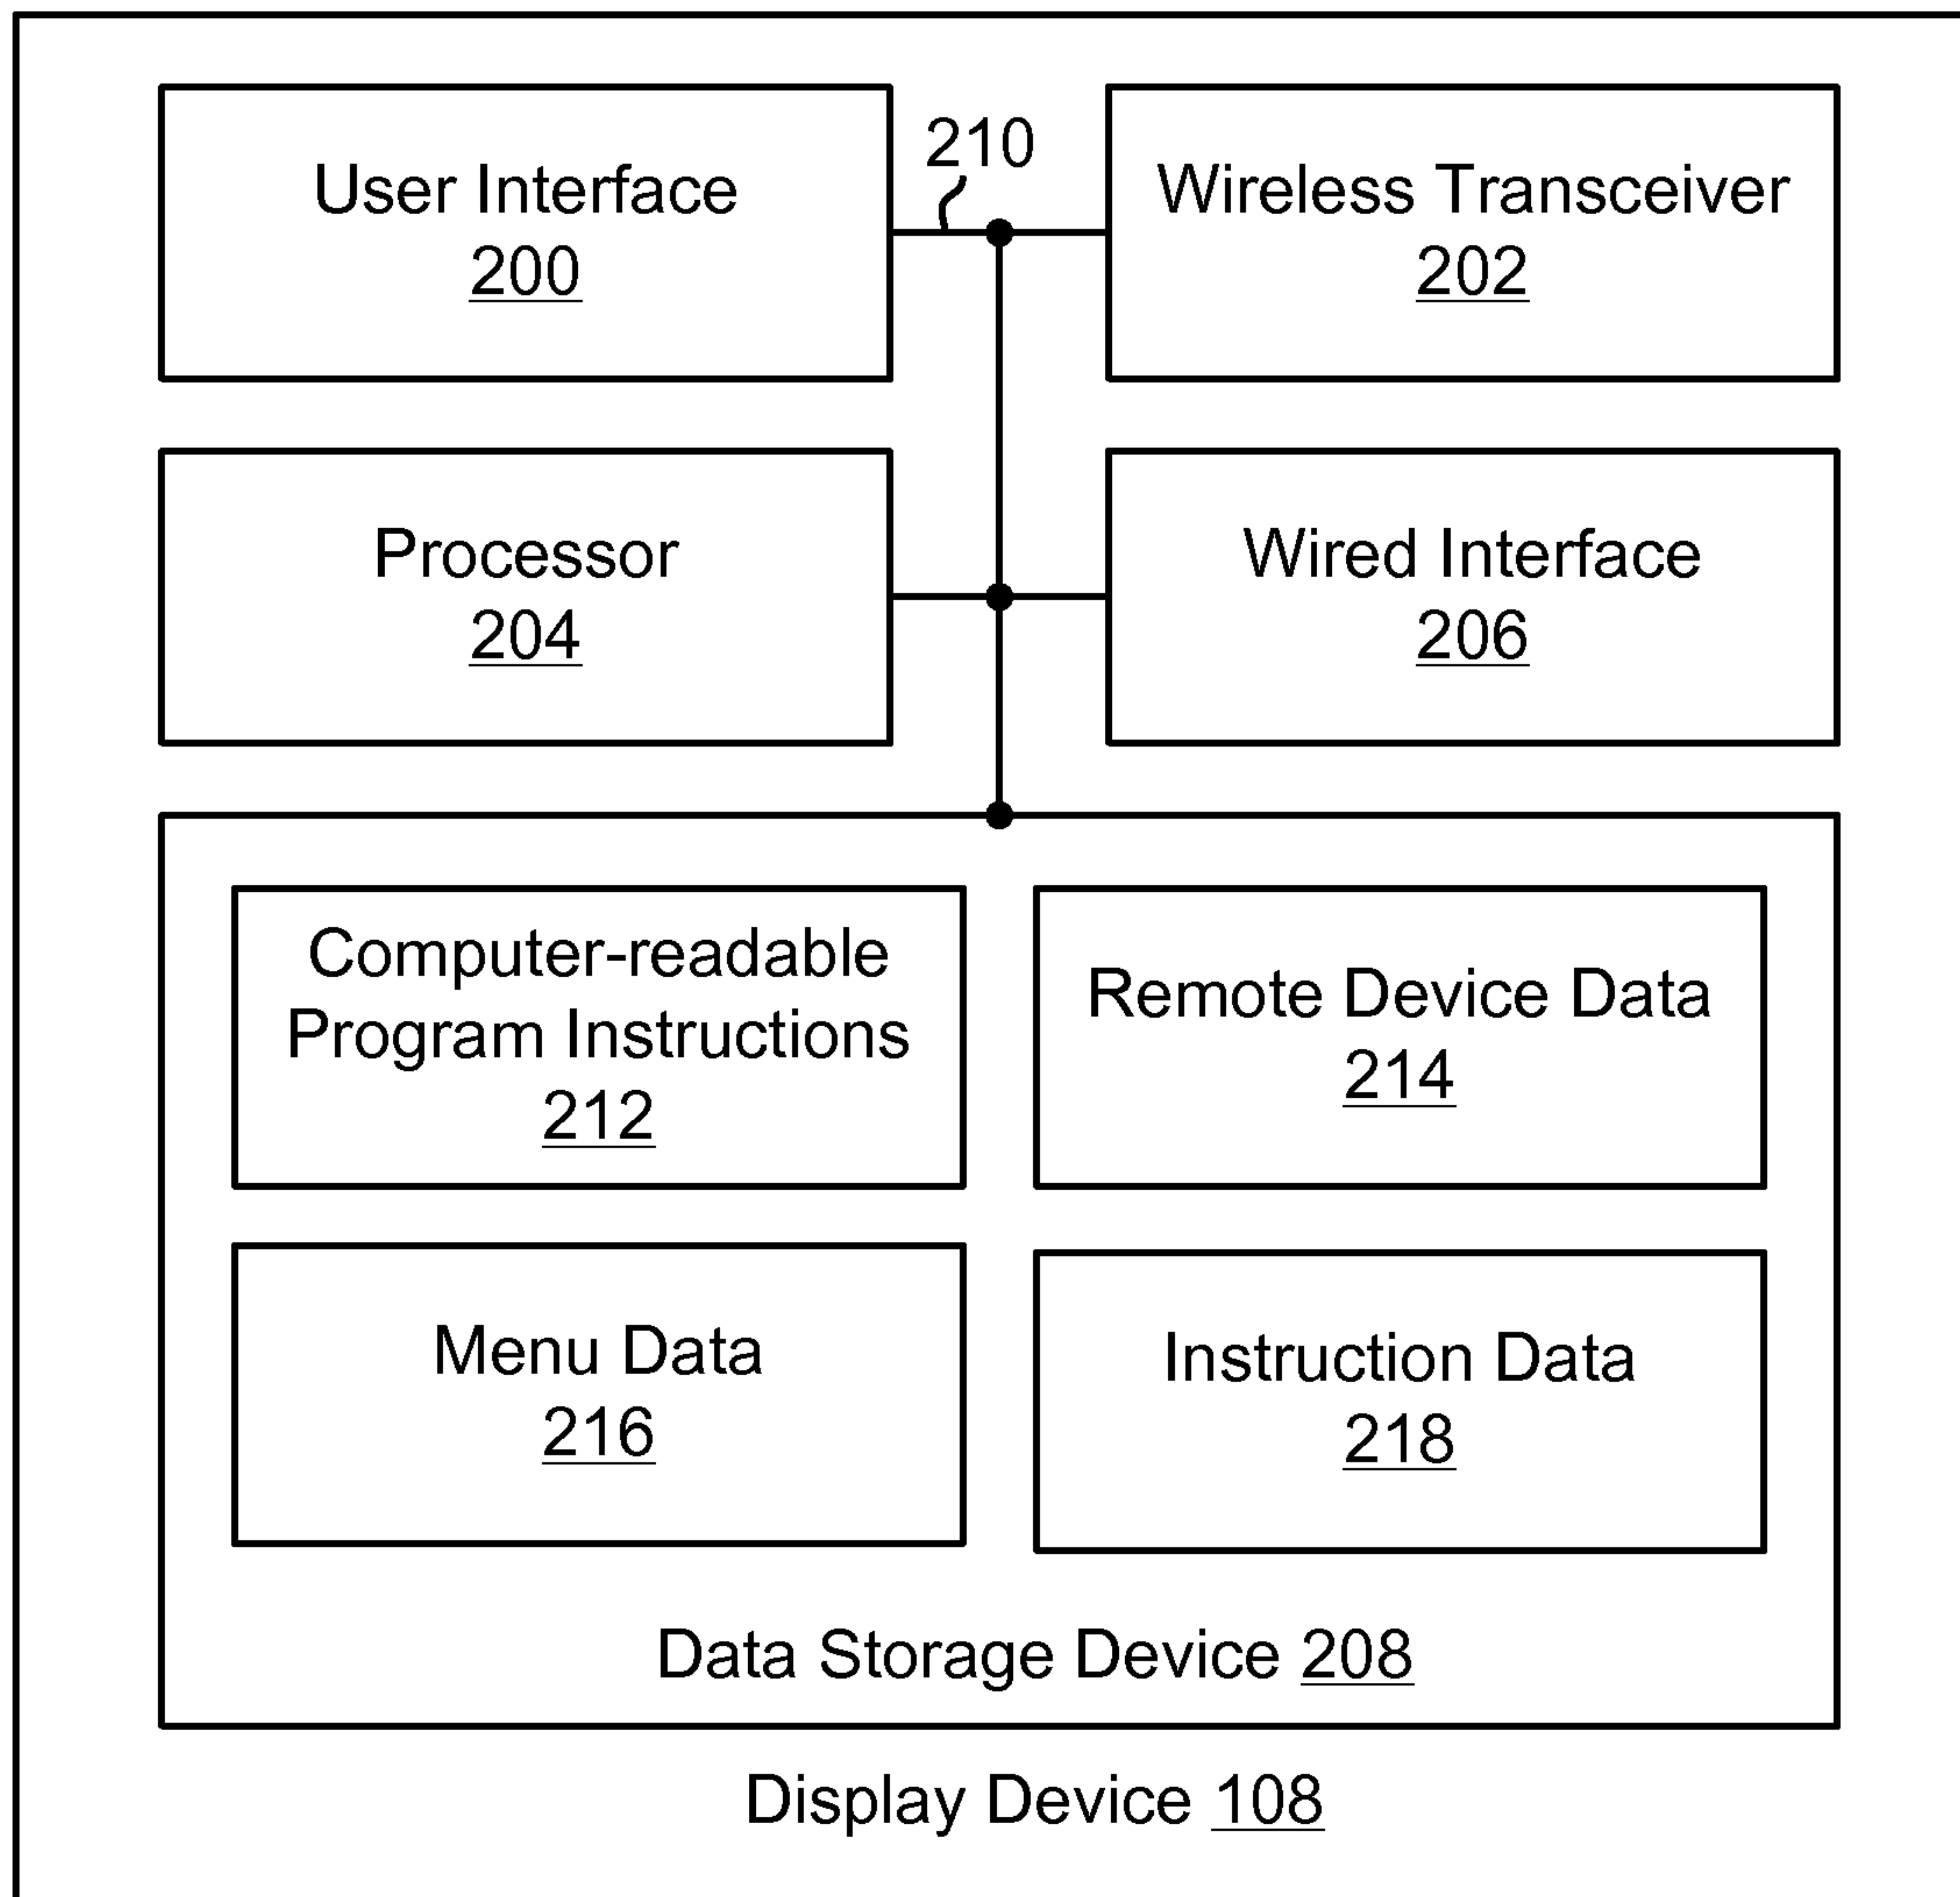 User Interface
200
210
Wireless Transceiver
202
Processor
204
Wired Interface
206
Computer-readable
Program Instructions
212
Remote Device Data
214
Menu Data
216
Instruction Data
218
Data Storage Device 208
Display Device 108